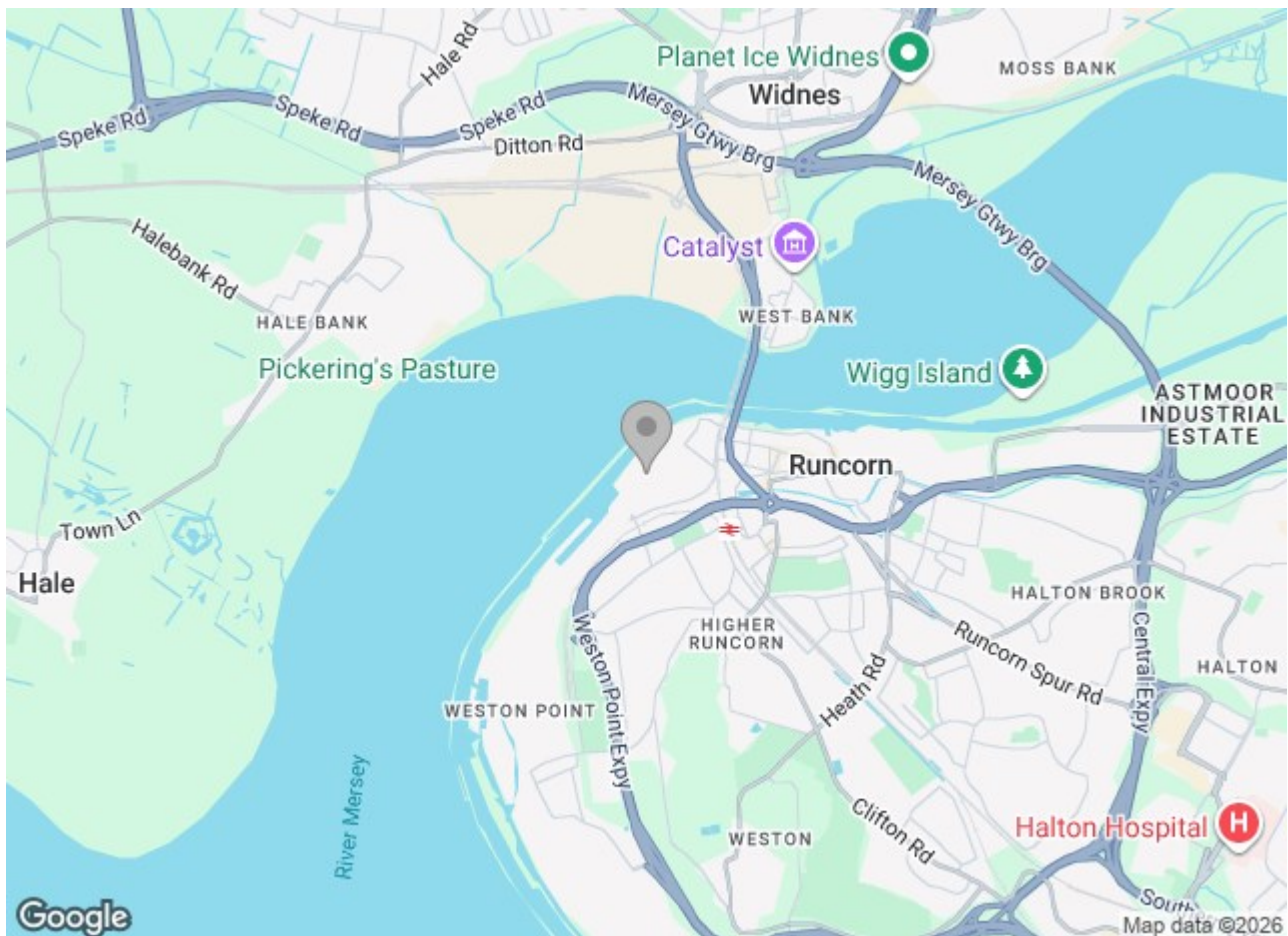 Planet Ice Widnes
MOSS BANK
Hale Rd
Widnes
Speke Rd
Speke Rd
Speke Rd
Mersey Gtwy Brg
Ditton Rd
Mersey Gtwy Brg
Halebank Rd
Catalyst
HALE BANK
WEST BANK
Pickering's Pasture
Wigg Island
ASTMOOR
INDUSTRIAL
ESTATE
Runcorn
Town Ln
Hale
HALTON BROOK
HIGHER
RUNCORN
Weston Point Expy
Runcorn Spur Rd
Central Expy
HALTON
Heath Rd
WESTON POINT
River Mersey
Clifton Rd
WESTON
Halton Hospital
H
Google
Map data ©2026